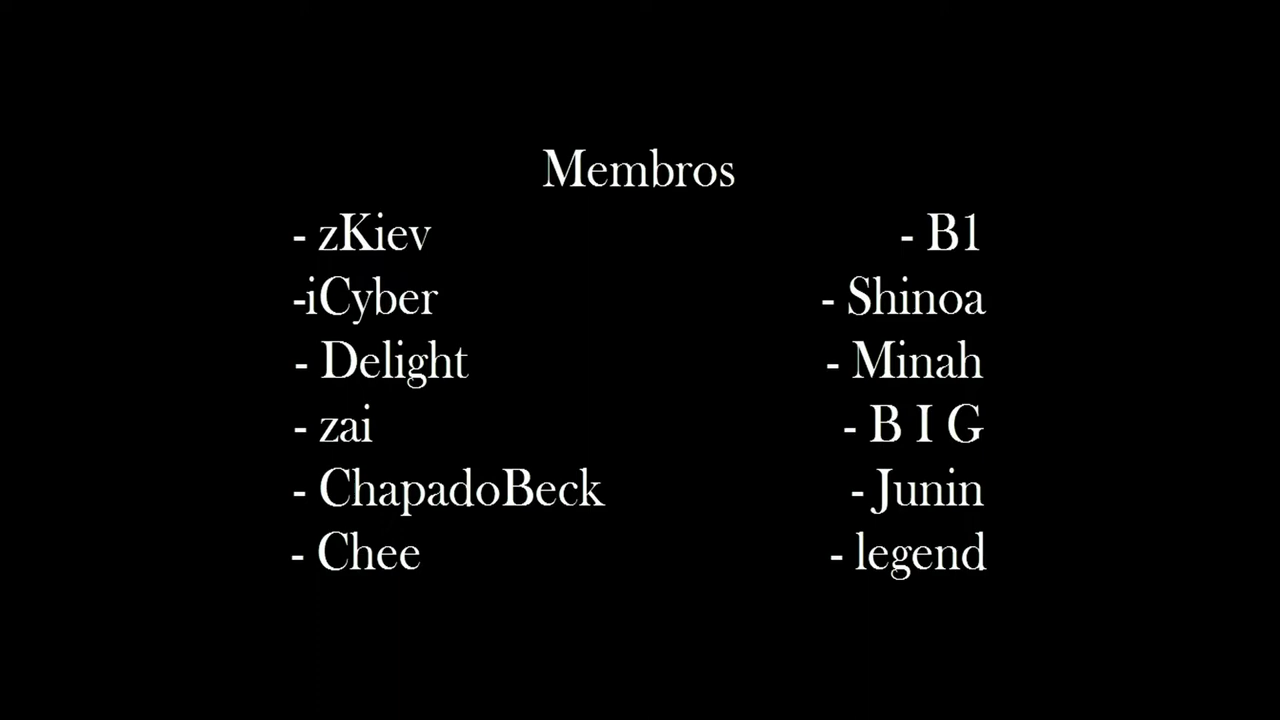 Membros
- zKiev - B1
-iCyber - Shinoa
- Delight - Minah
- zai - B I G
- ChapadoBeck - Junin
- Chee - legend